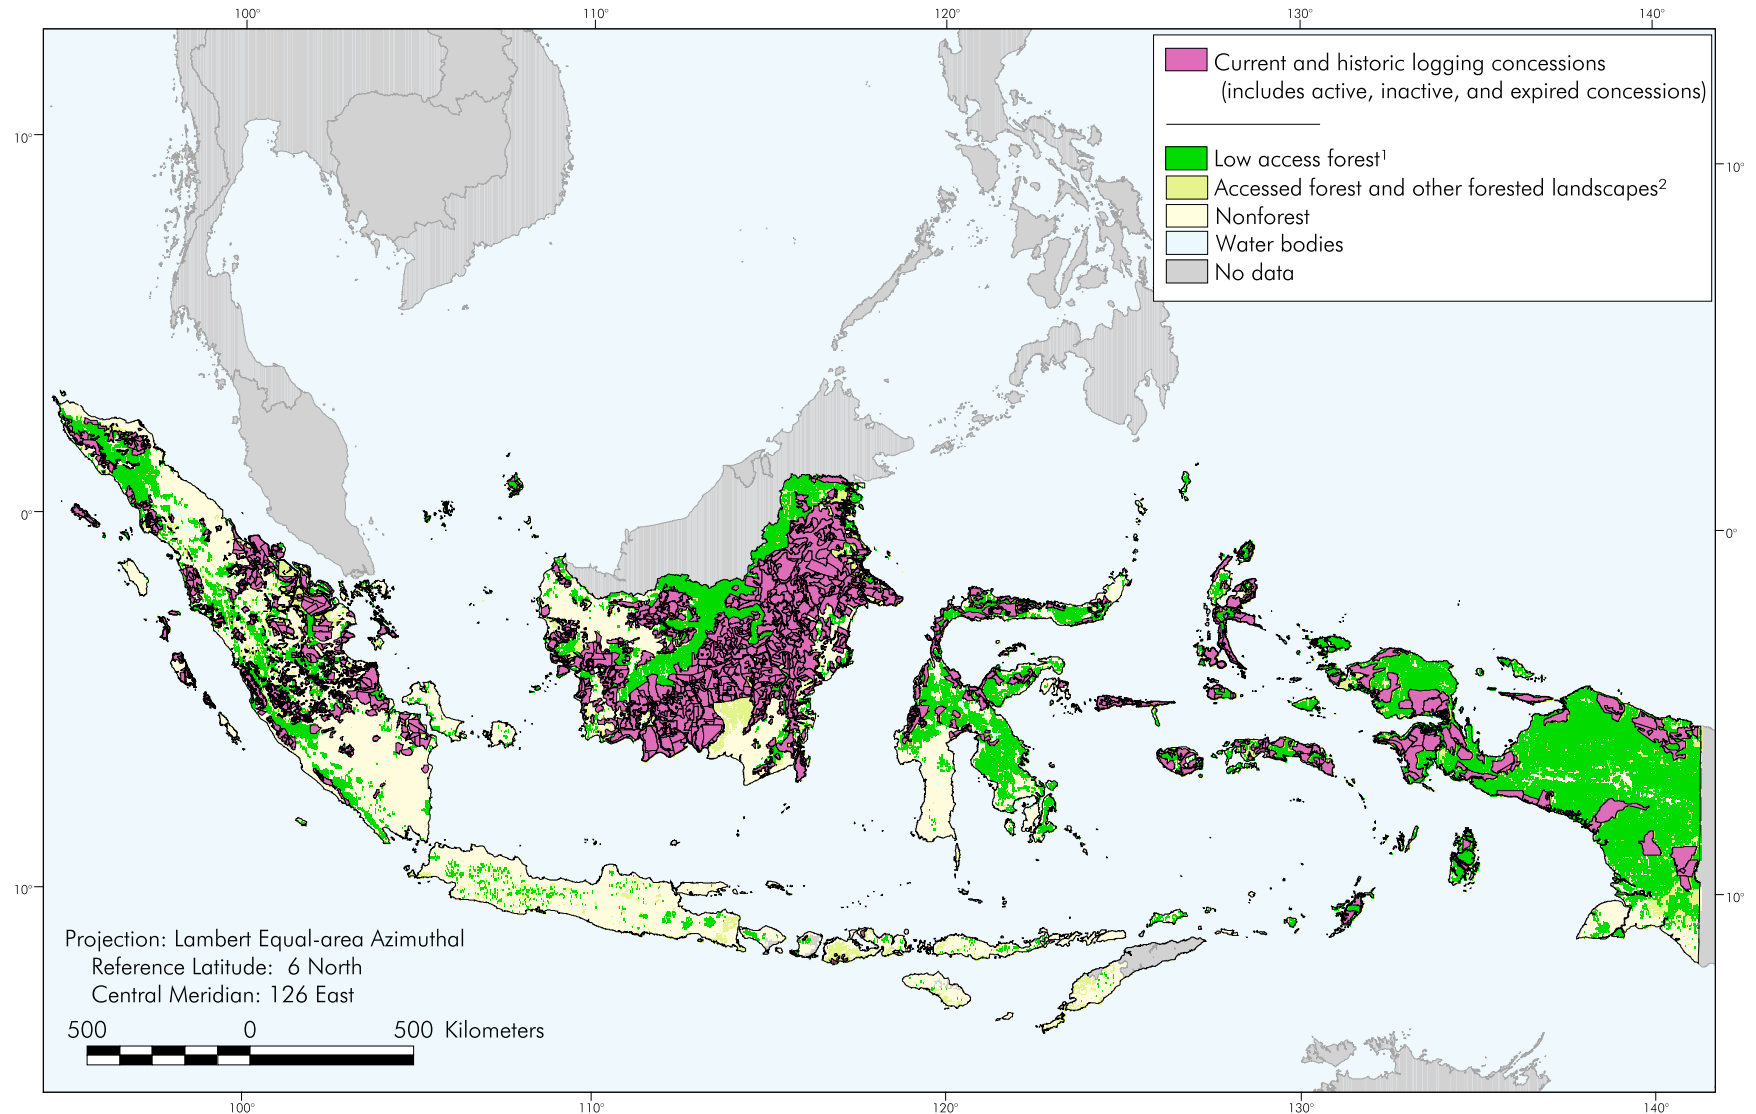 100° 110° 120° 130° 140°
Current and historic logging concessions
(includes active, inactive, and expired concessions)
10°
Low access forest¹
10°
Accessed forest and other forested landscapes²
Nonforest
Water bodies
No data
0°
0°
10°
10°
Projection: Lambert Equal-area Azimuthal
Reference Latitude: 6 North
Central Meridian: 126 East
500 0 500 Kilometers
100° 110° 120° 130° 140°